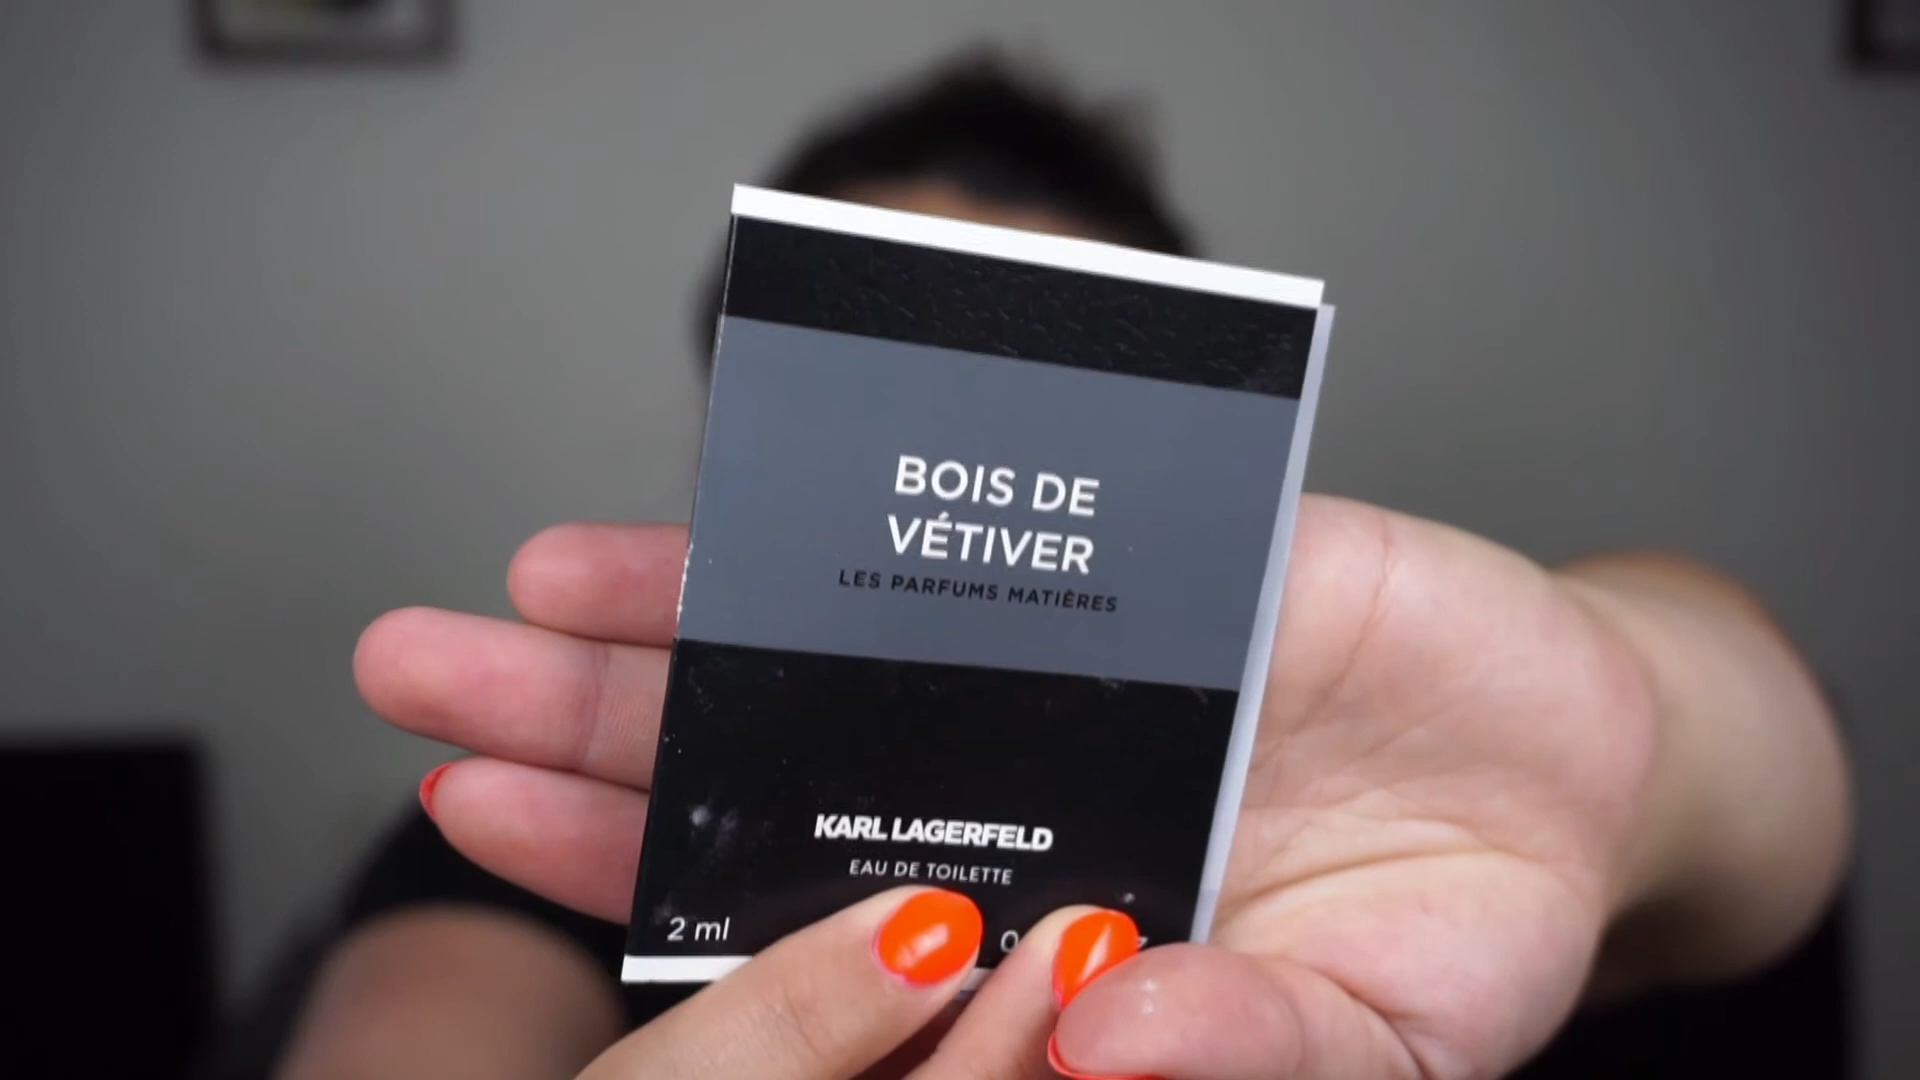 BOIS DE
VÉTIVER
LES PARFUMS MATIÈRES
KARL LAGERFELD
EAU DE TOILETTE
2 ml